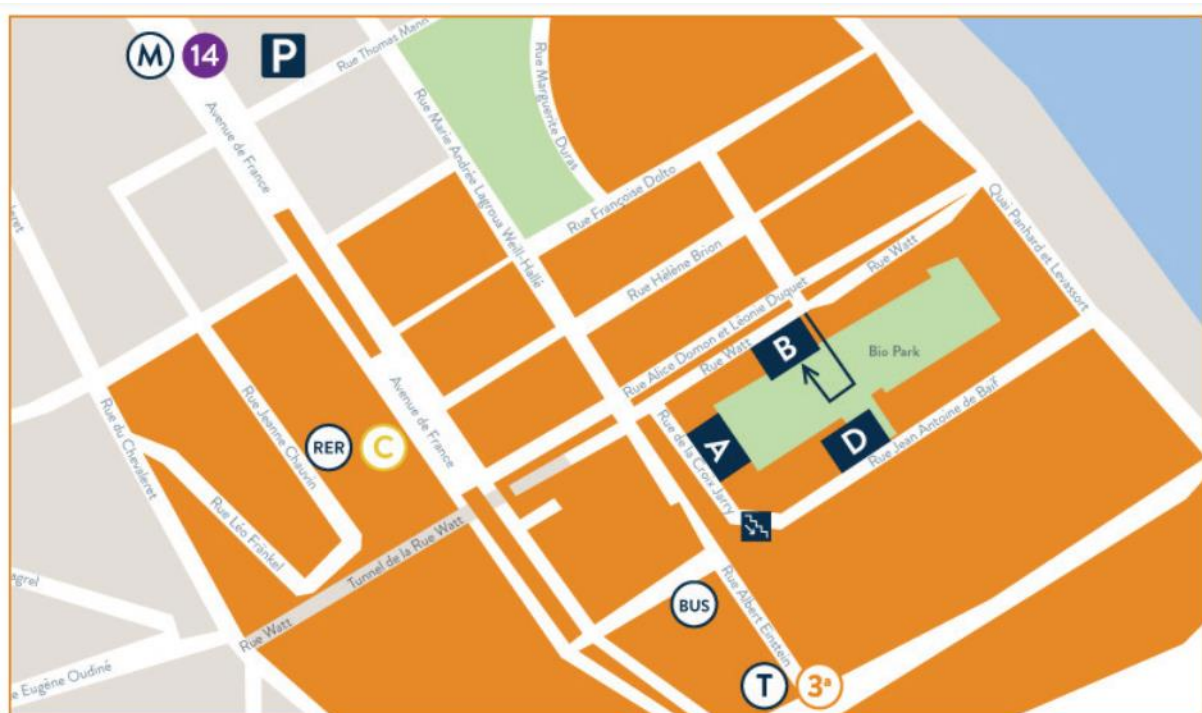 M 14 P
Rue Thomas Mann
Avenue de France
Rue Marguerite Duras
Rue Marie Andrée Lagroua Weill-Hallé
Rue Françoise Dolto
Quai Panhard et Levassort
Rue Hélène Brion
Rue Watt
Rue Alice Domon et Léonie Duquet
Rue Watt
B
Bio Park
Rue du Chevaleret
Rue Jeanne Chauvin
Avenue de France
RER C
A
D
Rue de la Croix Jarry
Rue Jean Antoine de Baïf
Rue Léo Fränkel
Tunnel de la Rue Watt
Rue Watt
BUS
Rue Albert Einstein
e Eugène Oudiné
T 3ª